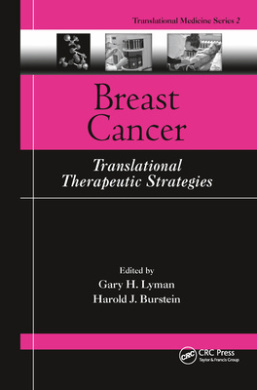 Translational Medicine Series 2
Breast
Cancer
Translational
Therapeutic Strategies
Edited by
Gary H. Lyman
Harold J. Burstein
CRC Press
Taylor & Francis Group